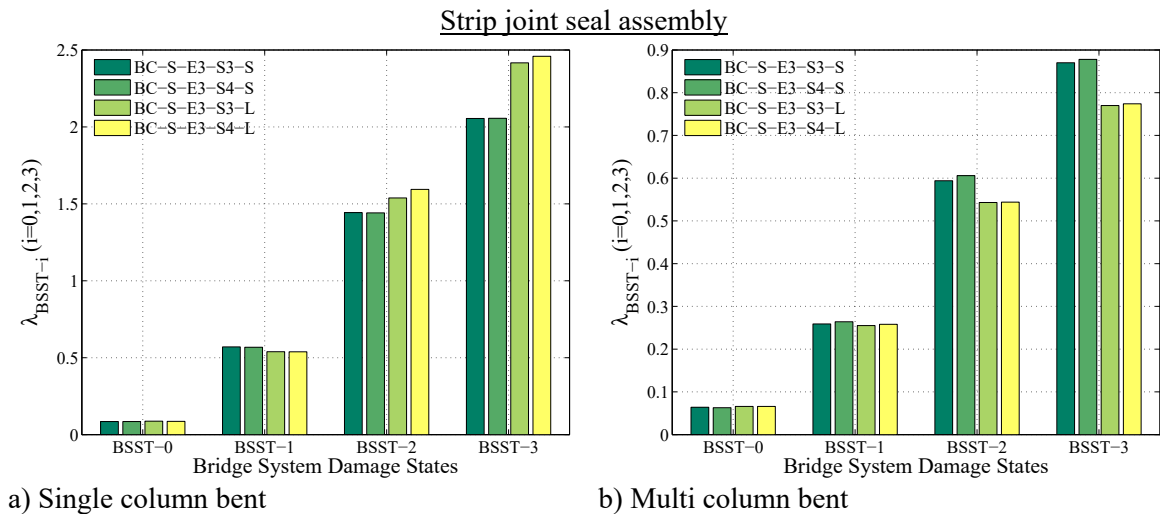 Strip joint seal assembly
2.5
2
1.5
1
0.5
0
λBSST−i (i=0,1,2,3)
BC−S−E3−S3−S
BC−S−E3−S4−S
BC−S−E3−S3−L
BC−S−E3−S4−L
BSST−0 BSST−1 BSST−2 BSST−3
Bridge System Damage States
a) Single column bent
0.9
0.8
0.7
0.6
0.5
0.4
0.3
0.2
0.1
0
λBSST−i (i=0,1,2,3)
BC−S−E3−S3−S
BC−S−E3−S4−S
BC−S−E3−S3−L
BC−S−E3−S4−L
BSST−0 BSST−1 BSST−2 BSST−3
Bridge System Damage States
b) Multi column bent